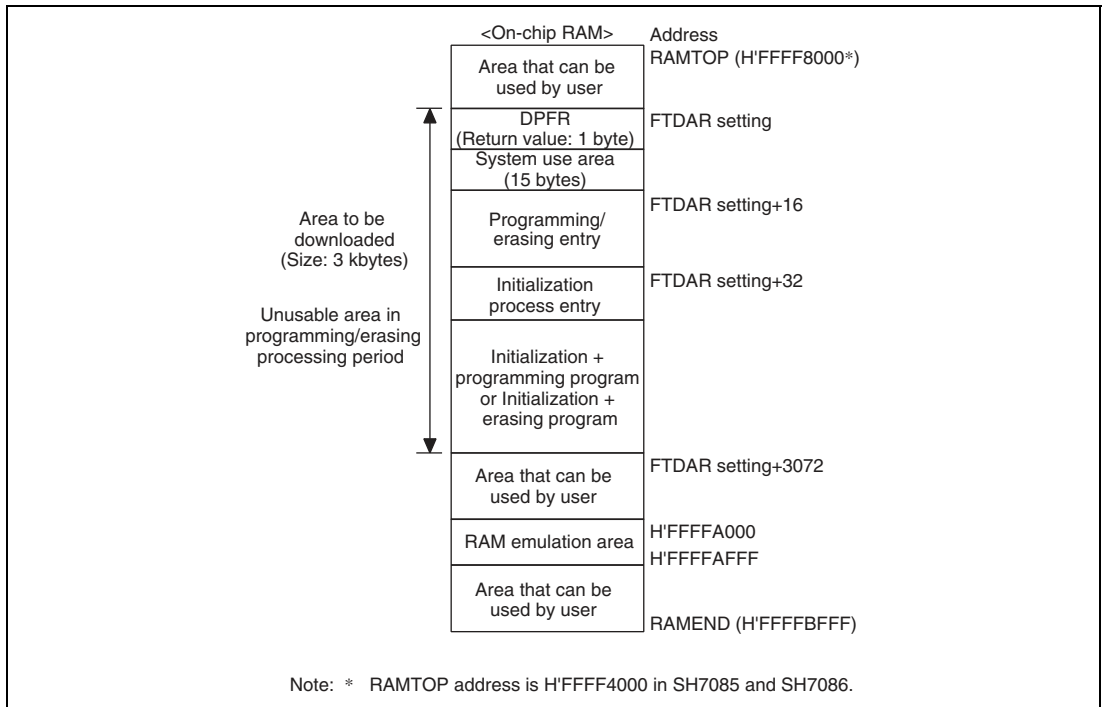 <On-chip RAM>
Address
RAMTOP (H'FFFF8000*)
Area that can be
used by user
DPFR
(Return value: 1 byte)
FTDAR setting
System use area
(15 bytes)
FTDAR setting+16
Programming/
erasing entry
Area to be
downloaded
(Size: 3 kbytes)
FTDAR setting+32
Initialization
process entry
Unusable area in
programming/erasing
processing period
Initialization +
programming program
or Initialization +
erasing program
FTDAR setting+3072
Area that can be
used by user
H'FFFFA000
RAM emulation area
H'FFFFAFFF
Area that can be
used by user
RAMEND (H'FFFFBFFF)
Note: * RAMTOP address is H'FFFF4000 in SH7085 and SH7086.